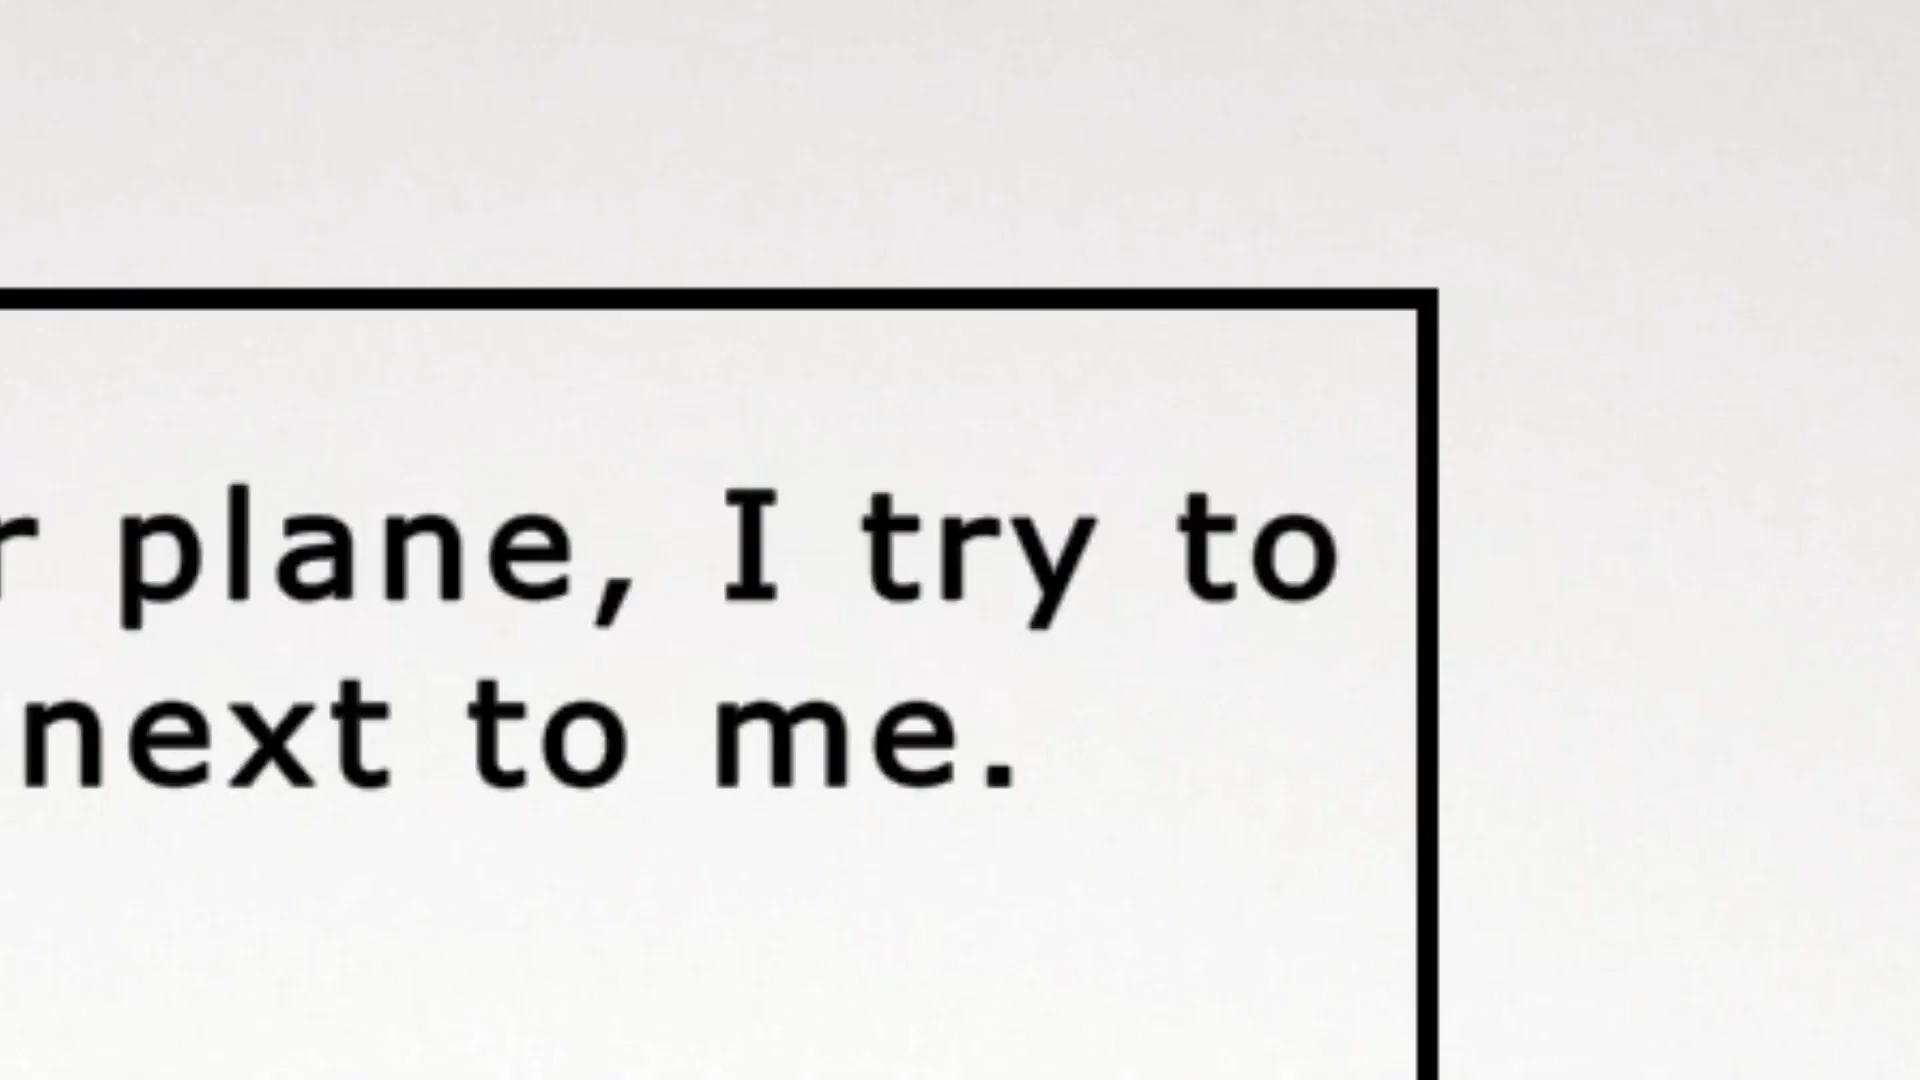 plane, I try to
next to me.